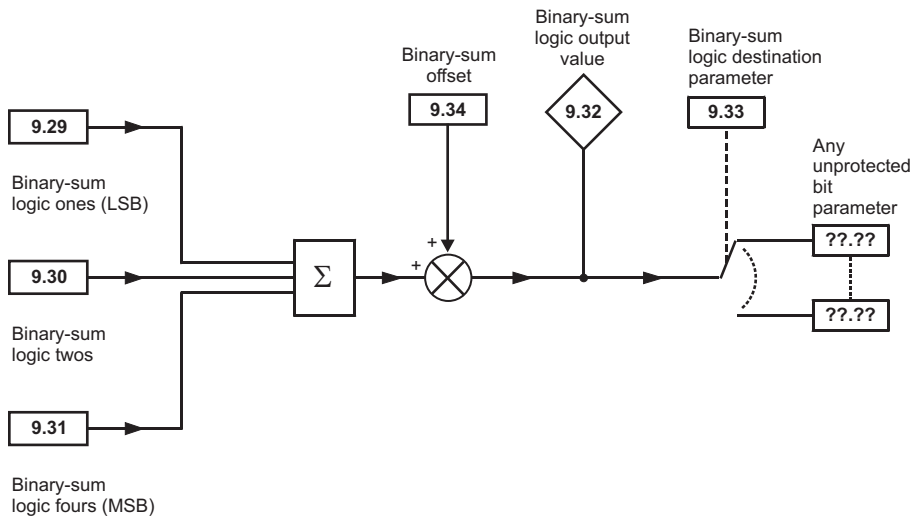 Binary-sum
logic output
value
Binary-sum
logic destination
parameter
Binary-sum
offset
9.34
9.32
9.33
9.29
Any
unprotected
bit
parameter
Binary-sum
logic ones (LSB)
+
??.??
+
Σ
9.30
??.??
Binary-sum
logic twos
9.31
Binary-sum
logic fours (MSB)